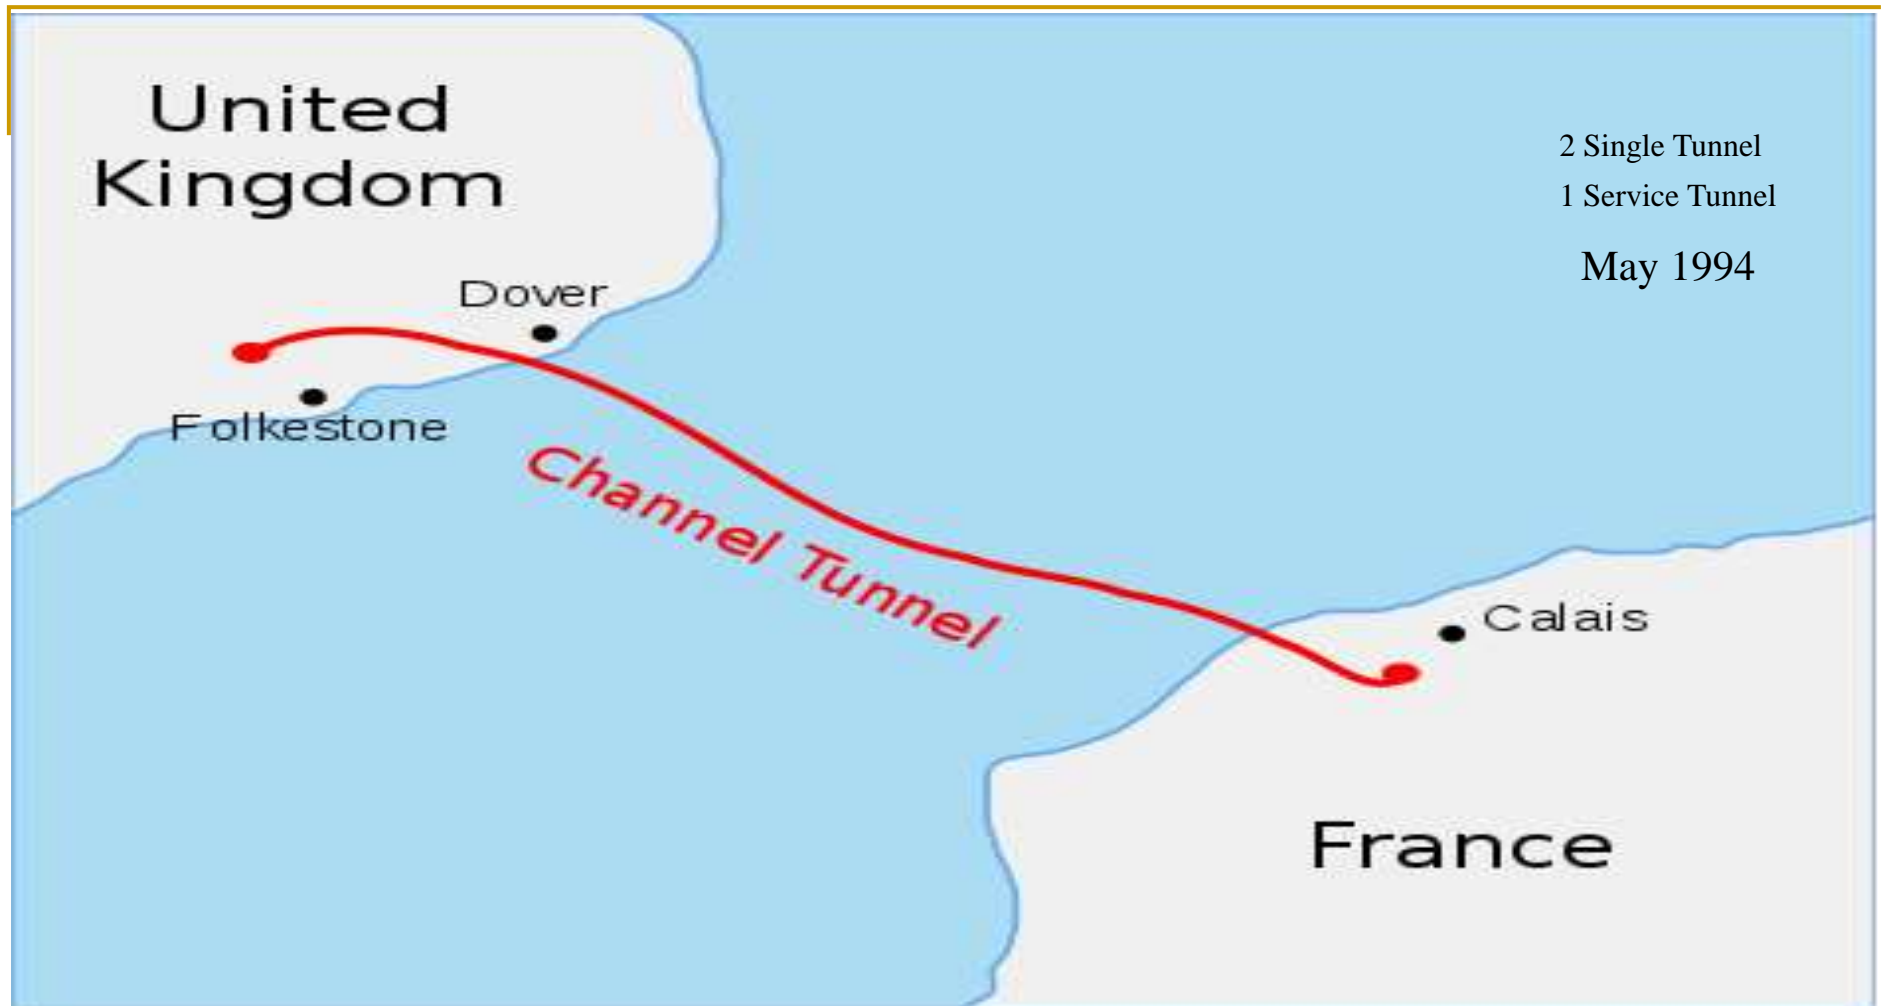 United
Kingdom
2 Single Tunnel
1 Service Tunnel
May 1994
Dover
Folkestone
Channel Tunnel
Calais
France